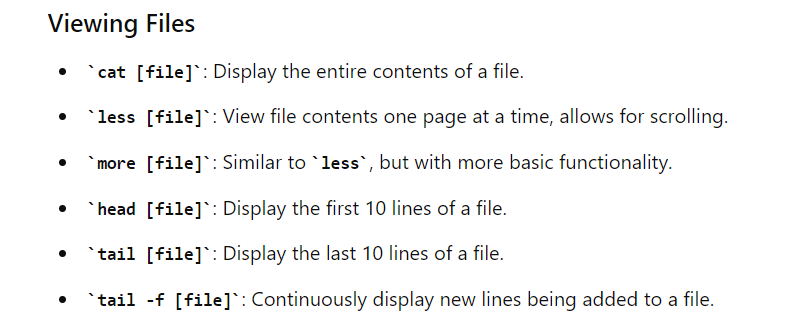 Viewing Files
• `cat [file]`: Display the entire contents of a file.
• `less [file]`: View file contents one page at a time, allows for scrolling.
• `more [file]`: Similar to `less`, but with more basic functionality.
• `head [file]`: Display the first 10 lines of a file.
• `tail [file]`: Display the last 10 lines of a file.
• `tail -f [file]`: Continuously display new lines being added to a file.